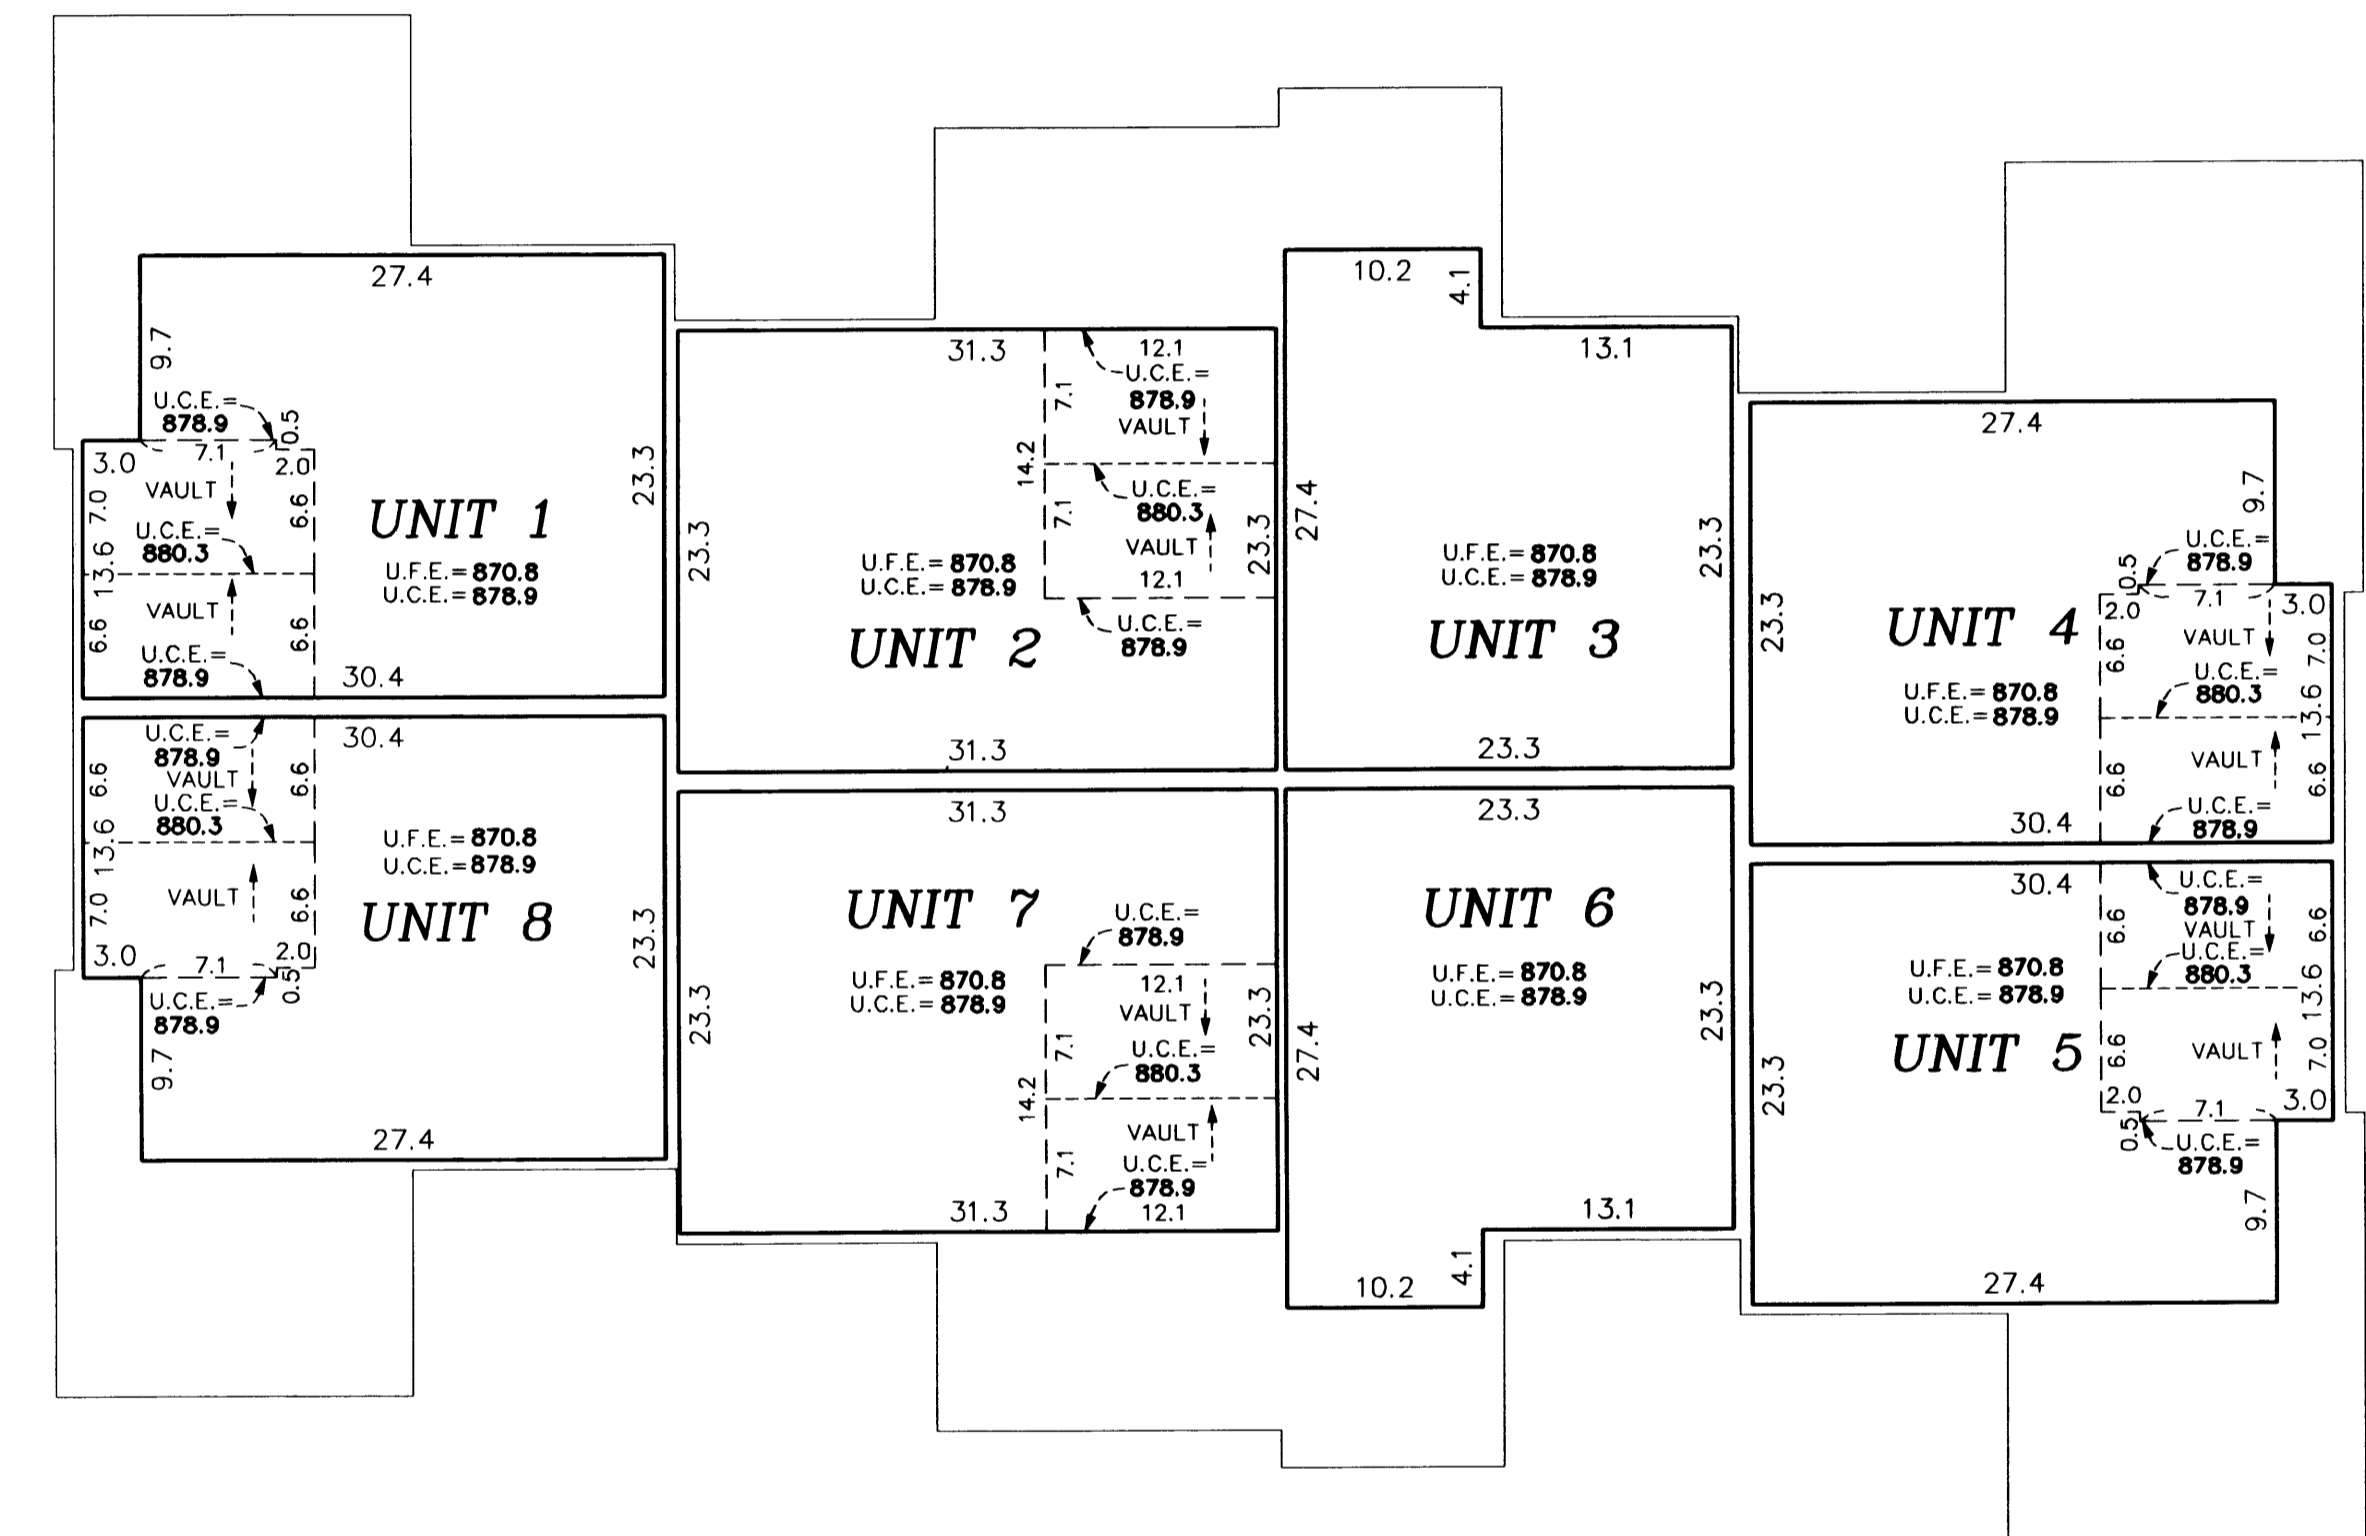 27.4
9.7
U.C.E.=
878.9
0.5
7.1
3.0
2.0
VAULT
7.0
6.6
U.C.E.=
880.3
13.6
VAULT
6.6
6.6
U.C.E.=
878.9
30.4
23.3
UNIT 1
U.F.E.= 870.8
U.C.E.= 878.9
31.3
12.1
U.C.E.=
878.9
VAULT
7.1
14.2
U.C.E.=
880.3
7.1
VAULT
12.1
U.C.E.=
878.9
23.3
23.3
U.F.E.= 870.8
U.C.E.= 878.9
UNIT 2
31.3
10.2
4.1
13.1
27.4
23.3
U.F.E.= 870.8
U.C.E.= 878.9
UNIT 3
23.3
27.4
9.7
U.C.E.=
878.9
0.5
7.1
3.0
2.0
VAULT
6.6
7.0
U.C.E.=
880.3
13.6
VAULT
6.6
6.6
U.C.E.=
878.9
30.4
23.3
UNIT 4
U.F.E.= 870.8
U.C.E.= 878.9
U.C.E.=
878.9
VAULT
U.C.E.=
880.3
6.6
6.6
13.6
VAULT
7.0
6.6
3.0
7.1
2.0
0.5
U.C.E.=
878.9
9.7
30.4
U.F.E.= 870.8
U.C.E.= 878.9
UNIT 8
23.3
27.4
31.3
UNIT 7
U.F.E.= 870.8
U.C.E.= 878.9
23.3
U.C.E.=
878.9
12.1
VAULT
7.1
U.C.E.=
880.3
14.2
VAULT
7.1
U.C.E.=
878.9
12.1
23.3
31.3
23.3
UNIT 6
U.F.E.= 870.8
U.C.E.= 878.9
27.4
23.3
13.1
4.1
10.2
30.4
U.C.E.=
878.9
VAULT
U.C.E.=
880.3
6.6
6.6
13.6
U.F.E.= 870.8
U.C.E.= 878.9
UNIT 5
VAULT
6.6
7.0
2.0
7.1
3.0
0.5
U.C.E.=
878.9
23.3
9.7
27.4